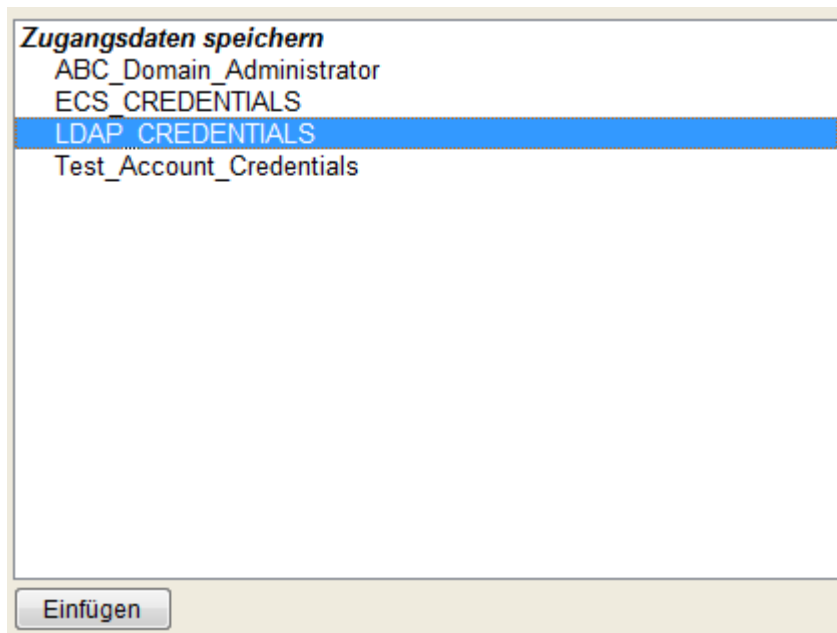 Zugangsdaten speichern
ABC_Domain_Administrator
ECS_CREDENTIALS
LDAP_CREDENTIALS
Test_Account_Credentials
Einfügen